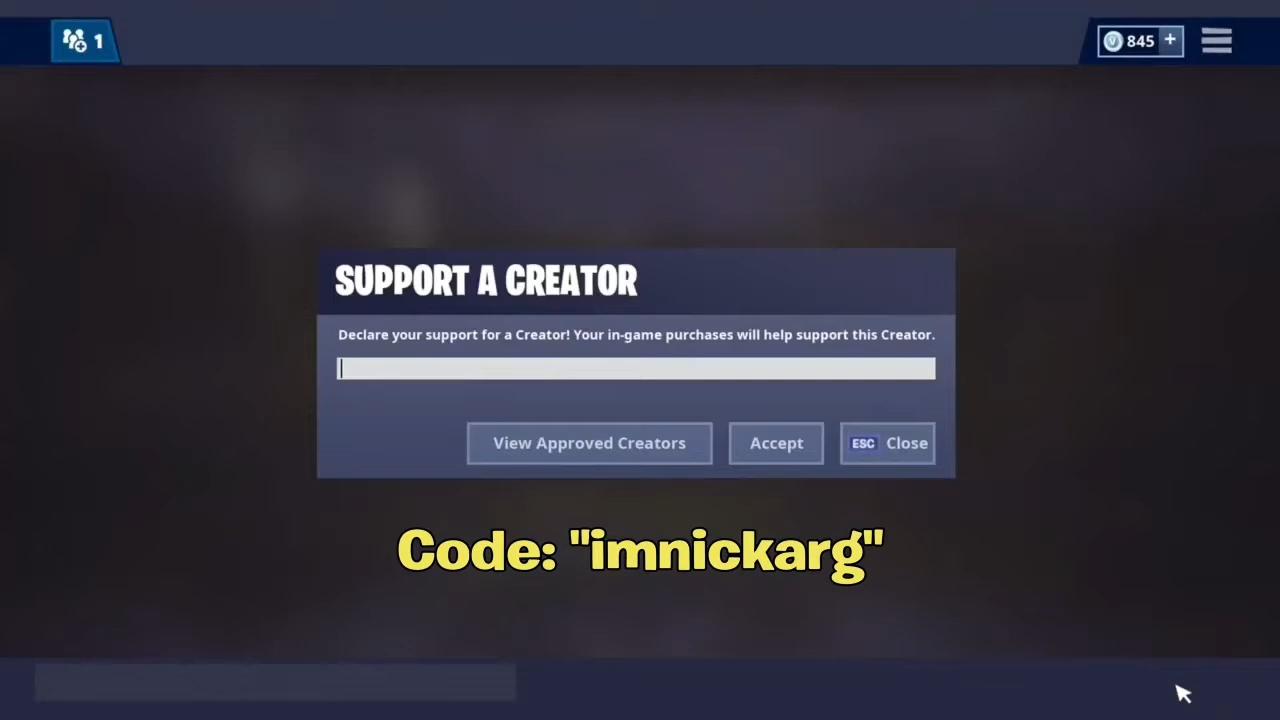 1
845 +
SUPPORT A CREATOR
Declare your support for a Creator! Your in-game purchases will help support this Creator.
View Approved Creators
Accept
ESC Close
Code: "imnickarg"